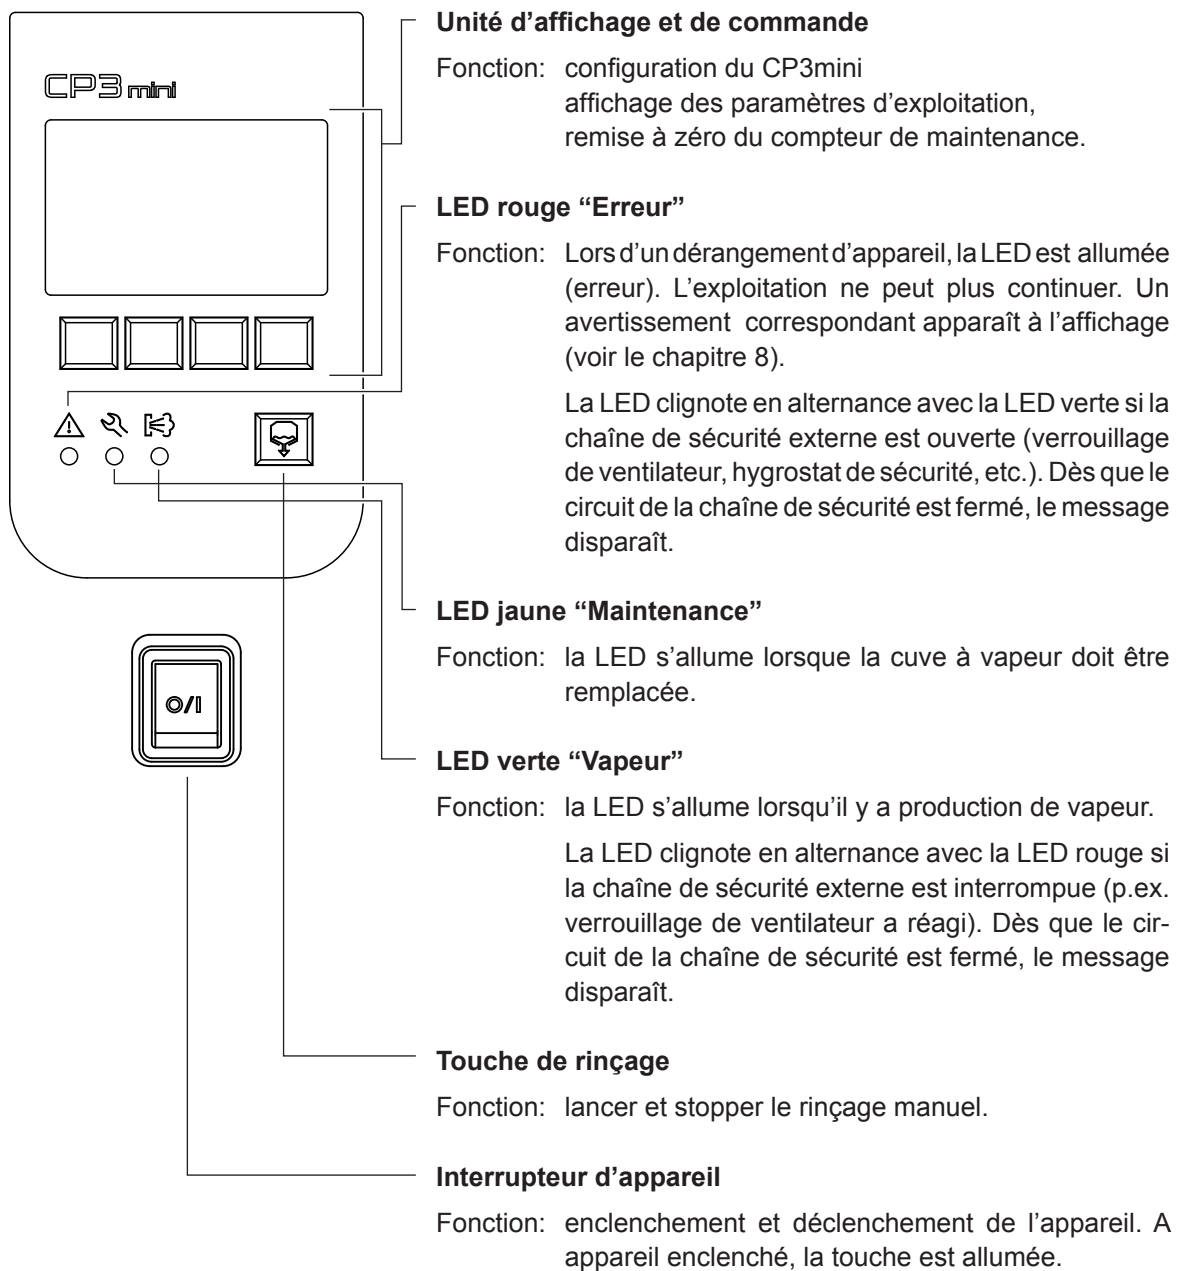 CP3 mini
O/I
Unité d’affichage et de commande
Fonction: configuration du CP3mini
affichage des paramètres d’exploitation,
remise à zéro du compteur de maintenance.
LED rouge “Erreur”
Fonction: Lors d’un dérangement d’appareil, la LED est allumée
(erreur). L’exploitation ne peut plus continuer. Un
avertissement correspondant apparaît à l’affichage
(voir le chapitre 8).
La LED clignote en alternance avec la LED verte si la
chaîne de sécurité externe est ouverte (verrouillage
de ventilateur, hygrostat de sécurité, etc.). Dès que le
circuit de la chaîne de sécurité est fermé, le message
disparaît.
LED jaune “Maintenance”
Fonction: la LED s’allume lorsque la cuve à vapeur doit être
remplacée.
LED verte “Vapeur”
Fonction: la LED s’allume lorsqu’il y a production de vapeur.
La LED clignote en alternance avec la LED rouge si
la chaîne de sécurité externe est interrompue (p.ex.
verrouillage de ventilateur a réagi). Dès que le cir-
cuit de la chaîne de sécurité est fermé, le message
disparaît.
Touche de rinçage
Fonction: lancer et stopper le rinçage manuel.
Interrupteur d’appareil
Fonction: enclenchement et déclenchement de l’appareil. A
appareil enclenché, la touche est allumée.